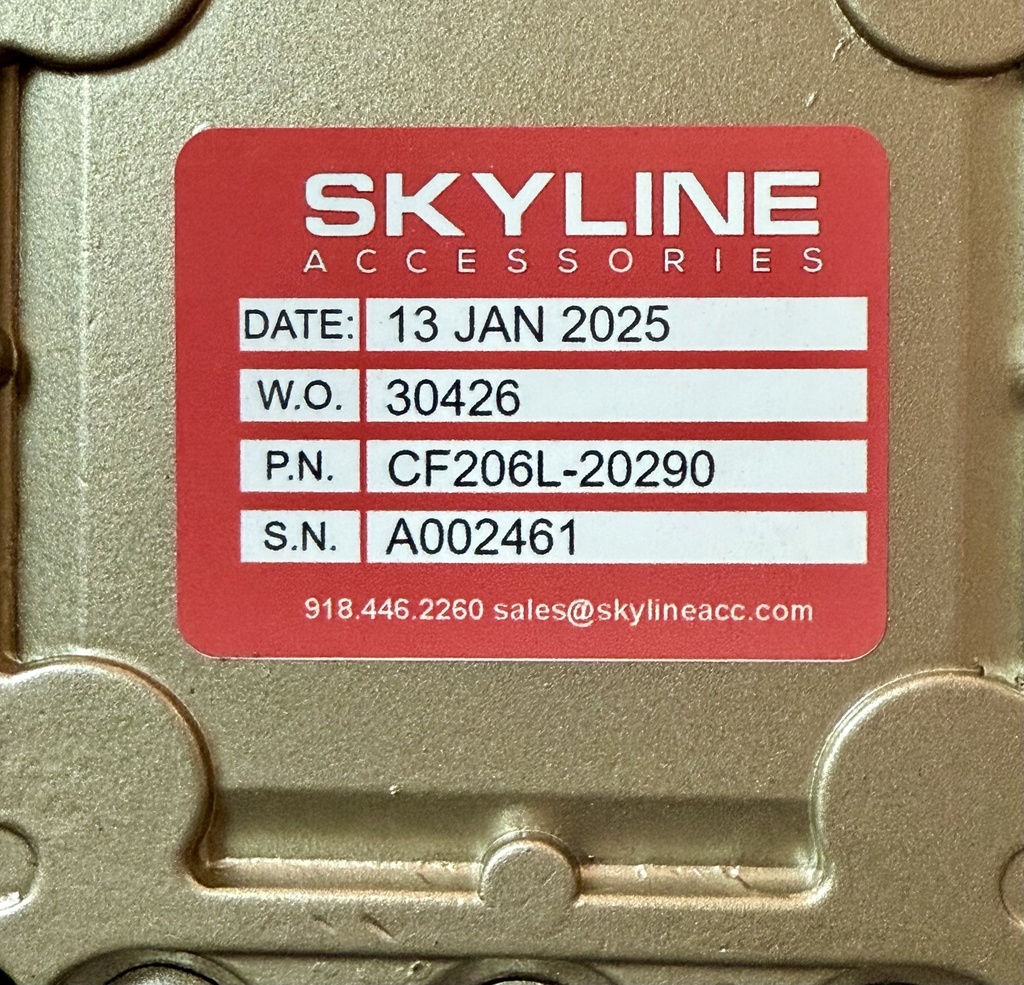 SKYLINE
ACCESSORIES
DATE: 13 JAN 2025
W.O. 30426
P.N. CF206L-20290
S.N. A002461
918.446.2260 sales@skylineacc.com